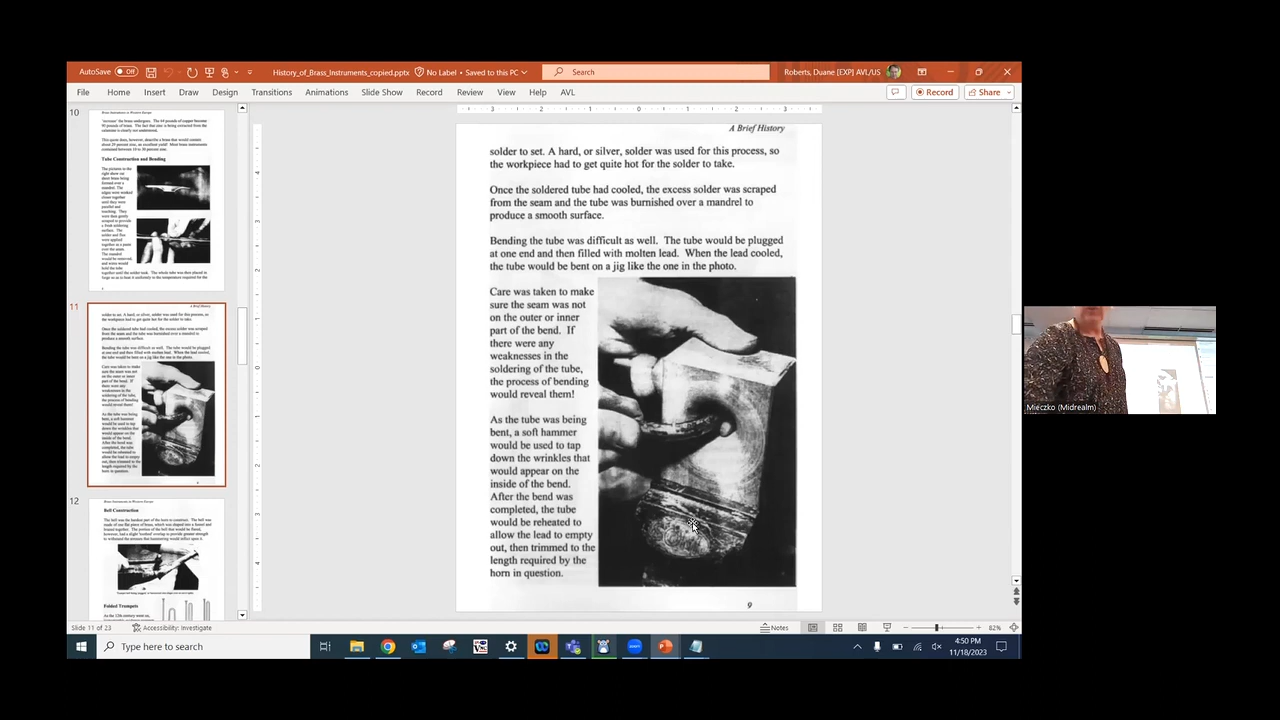 AutoSave Off
History_of_Brass_Instruments_copied.pptx
No Label • Saved to this PC
Search
Roberts, Duane [EXP] AVL/US
File Home Insert Draw Design Transitions Animations Slide Show Record Review View Help AVL
Record
Share
10
Tube Construction and Bending
11
12
Bell Construction
Folded Trumpets
A Brief History
solder to set. A hard, or silver, solder was used for this process, so
the workpiece had to get quite hot for the solder to take.
Once the soldered tube had cooled, the excess solder was scraped
from the seam and the tube was burnished over a mandrel to
produce a smooth surface.
Bending the tube was difficult as well. The tube would be plugged
at one end and then filled with molten lead. When the lead cooled,
the tube would be bent on a jig like the one in the photo.
Care was taken to make
sure the seam was not
on the outer or inner
part of the bend. If
there were any
weaknesses in the
soldering of the tube,
the process of bending
would reveal them!
As the tube was being
bent, a soft hammer
would be used to tap
down the wrinkles that
would appear on the
inside of the bend.
After the bend was
completed, the tube
would be reheated to
allow the lead to empty
out, then trimmed to the
length required by the
horn in question.
9
Mieczko (Midrealm)
Slide 11 of 23
Accessibility: Investigate
Notes
82%
Type here to search
4:50 PM
11/18/2023